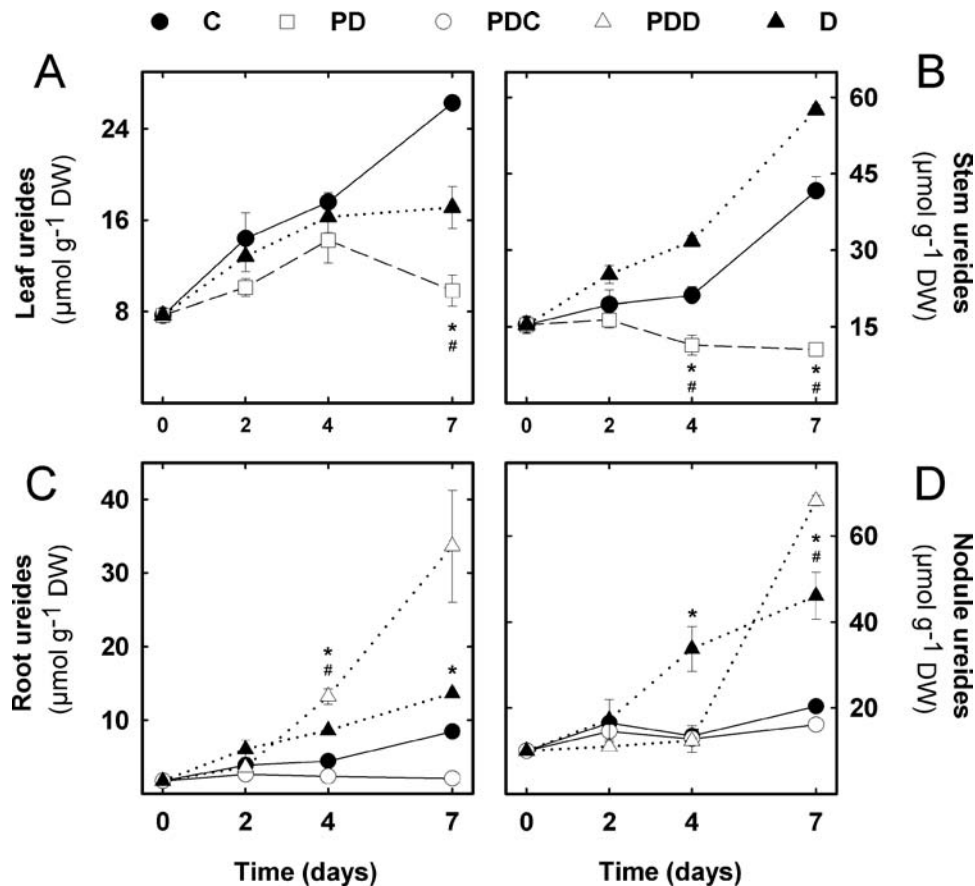 C PD PDC PDD D
A
Leaf ureides
(µmol g⁻¹ DW)
24
16
8
0 2 4 7
*
#
B
Stem ureides
(µmol g⁻¹ DW)
60
45
30
15
0 2 4 7
*
#
*
#
C
Root ureides
(µmol g⁻¹ DW)
40
30
20
10
0 2 4 7
Time (days)
*
#
*
D
Nodule ureides
(µmol g⁻¹ DW)
60
40
20
0 2 4 7
Time (days)
*
*
#